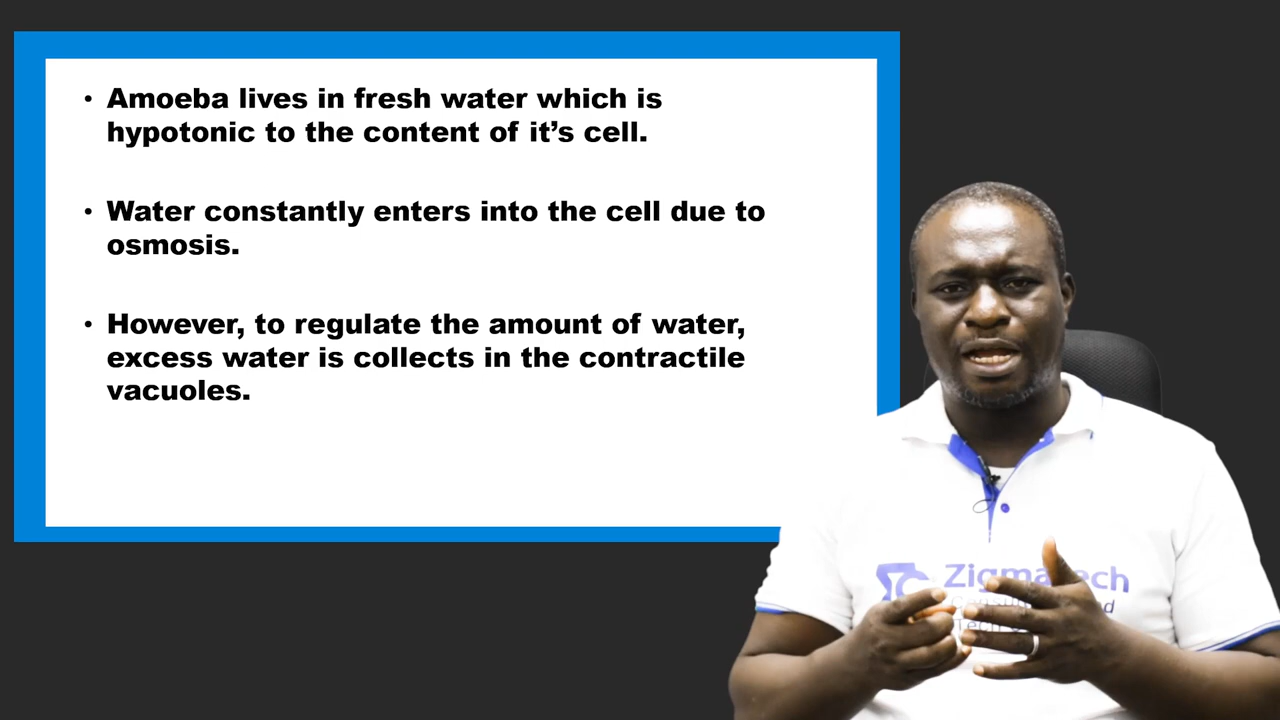 • Amoeba lives in fresh water which is
hypotonic to the content of it’s cell.
• Water constantly enters into the cell due to
osmosis.
• However, to regulate the amount of water,
excess water is collects in the contractile
vacuoles.